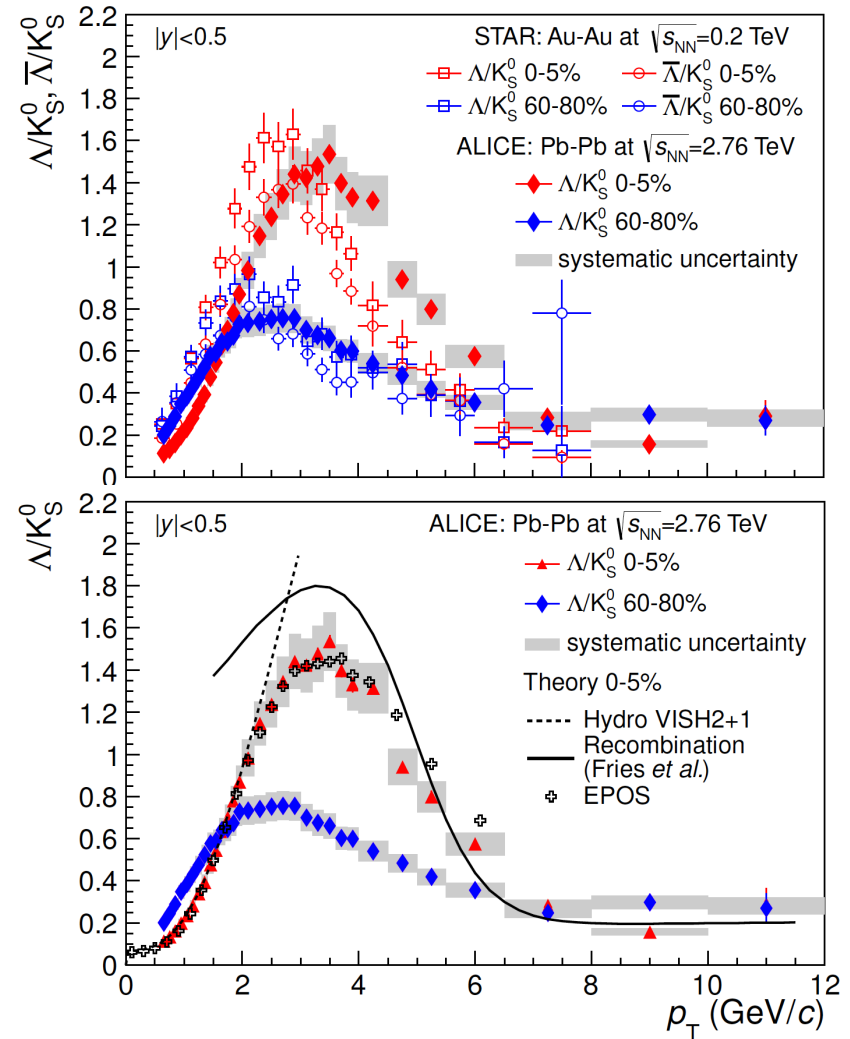 |y|<0.5
STAR: Au-Au at √sNN=0.2 TeV
Λ/K0S 0-5%
Λ̅/K0S 0-5%
Λ/K0S 60-80%
Λ̅/K0S 60-80%
ALICE: Pb-Pb at √sNN=2.76 TeV
Λ/K0S 0-5%
Λ/K0S 60-80%
systematic uncertainty
Λ/K0S, Λ̅/K0S
2.2
2
1.8
1.6
1.4
1.2
1
0.8
0.6
0.4
0.2
0
|y|<0.5
ALICE: Pb-Pb at √sNN=2.76 TeV
Λ/K0S 0-5%
Λ/K0S 60-80%
systematic uncertainty
Theory 0-5%
Hydro VISH2+1
Recombination
(Fries et al.)
EPOS
Λ/K0S
2.2
2
1.8
1.6
1.4
1.2
1
0.8
0.6
0.4
0.2
0
0 2 4 6 8 10 12
pT (GeV/c)